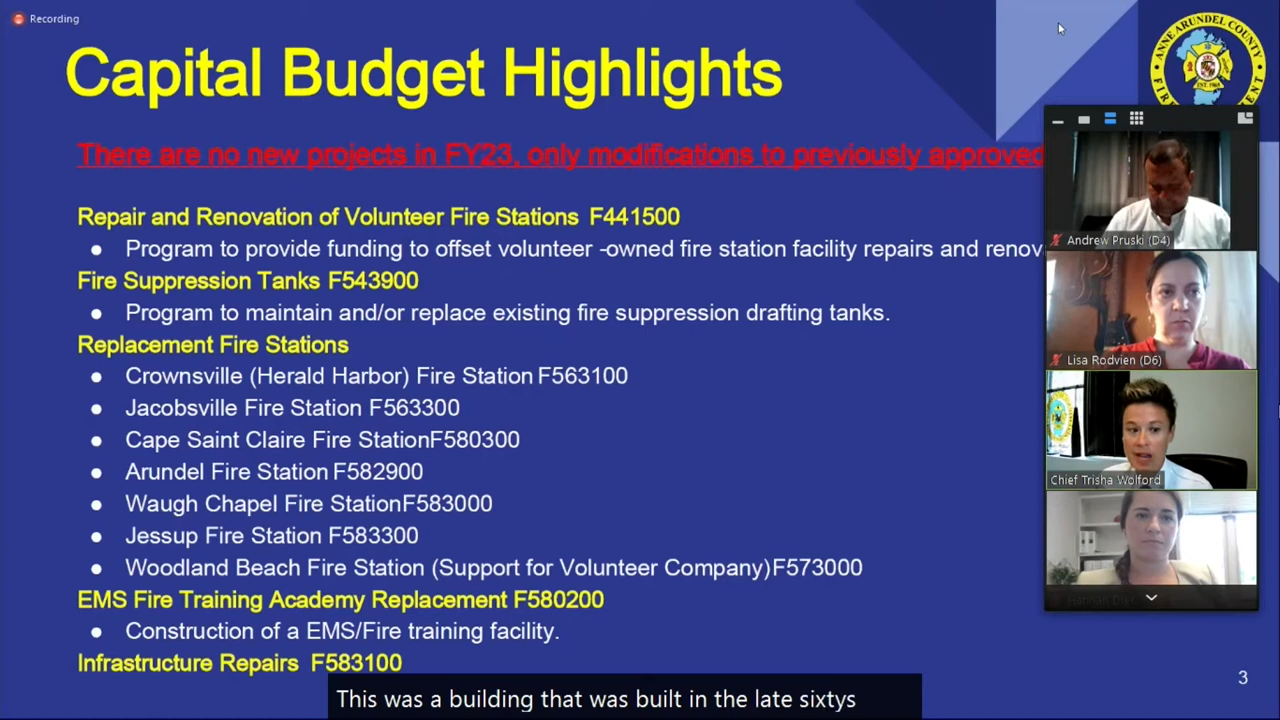 Recording
Capital Budget Highlights
There are no new projects in FY23, only modifications to previously approved
Repair and Renovation of Volunteer Fire Stations F441500
● Program to provide funding to offset volunteer -owned fire station facility repairs and renov
Fire Suppression Tanks F543900
● Program to maintain and/or replace existing fire suppression drafting tanks.
Replacement Fire Stations
● Crownsville (Herald Harbor) Fire Station F563100
● Jacobsville Fire Station F563300
● Cape Saint Claire Fire StationF580300
● Arundel Fire Station F582900
● Waugh Chapel Fire StationF583000
● Jessup Fire Station F583300
● Woodland Beach Fire Station (Support for Volunteer Company)F573000
EMS Fire Training Academy Replacement F580200
● Construction of a EMS/Fire training facility.
Infrastructure Repairs F583100
This was a building that was built in the late sixtys
3
ANNE ARUNDEL COUNTY
Andrew Pruski (D4)
Lisa Rodvien (D6)
Chief Trisha Wolford